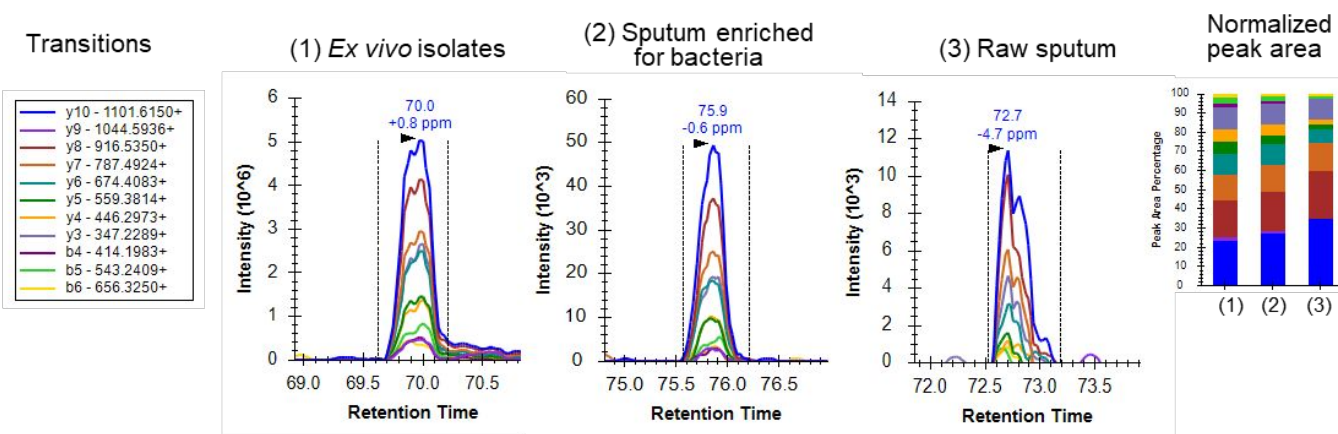 Transitions
y10 - 1101.6150+
y9 - 1044.5936+
y8 - 916.5350+
y7 - 787.4924+
y6 - 674.4083+
y5 - 559.3814+
y4 - 446.2973+
y3 - 347.2289+
b4 - 414.1983+
b5 - 543.2409+
b6 - 656.3250+
(1) Ex vivo isolates
70.0
+0.8 ppm
Intensity (10^6)
6
5
4
3
2
1
0
69.0 69.5 70.0 70.5
Retention Time
(2) Sputum enriched
for bacteria
75.9
-0.6 ppm
Intensity (10^3)
60
50
40
30
20
10
0
75.0 75.5 76.0 76.5
Retention Time
(3) Raw sputum
72.7
-4.7 ppm
Intensity (10^3)
14
12
10
8
6
4
2
0
72.0 72.5 73.0 73.5
Retention Time
Normalized
peak area
Peak Area Percentage
100
90
80
70
60
50
40
30
20
10
0
(1) (2) (3)